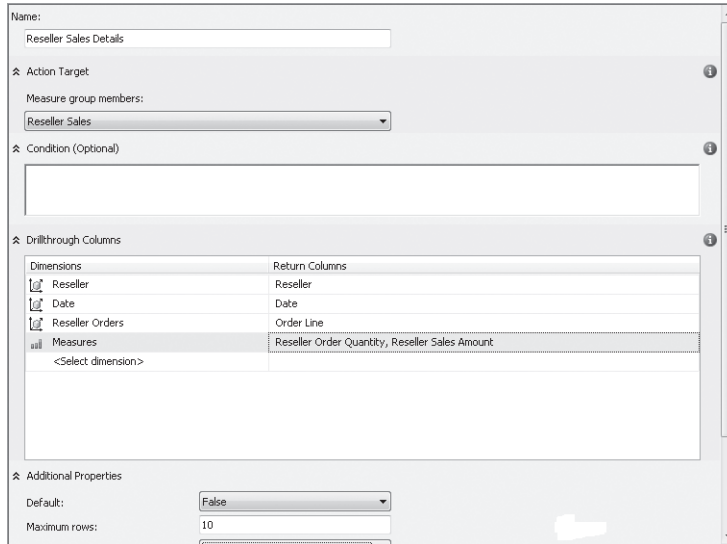 Name:
Reseller Sales Details
Action Target
Measure group members:
Reseller Sales
Condition (Optional)
Drillthrough Columns
Dimensions Return Columns
Reseller Reseller
Date Date
Reseller Orders Order Line
Measures Reseller Order Quantity, Reseller Sales Amount
<Select dimension>
Additional Properties
Default: False
Maximum rows: 10